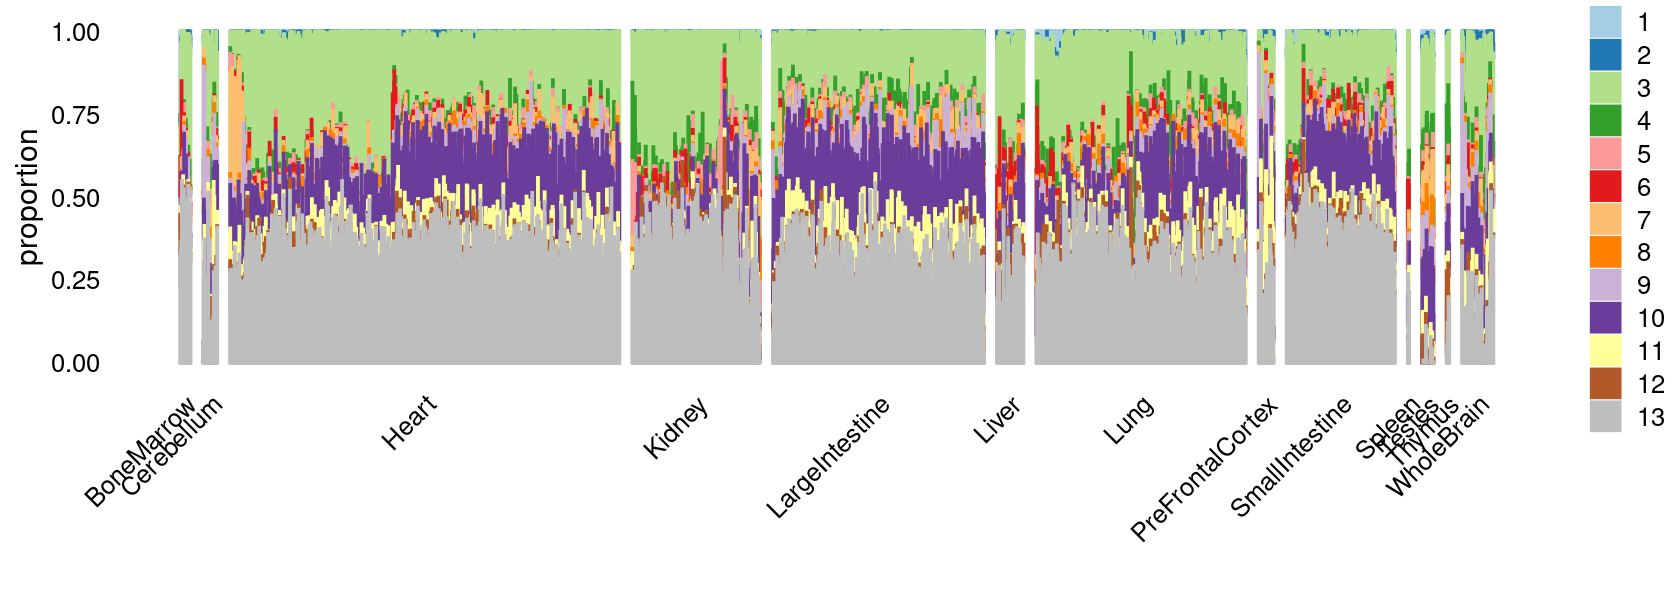 proportion
1.00
0.75
0.50
0.25
0.00
BoneMarrow
Cerebellum
Heart
Kidney
LargeIntestine
Liver
Lung
PreFrontalCortex
SmallIntestine
Spleen
Testes
Thymus
WholeBrain
1
2
3
4
5
6
7
8
9
10
11
12
13